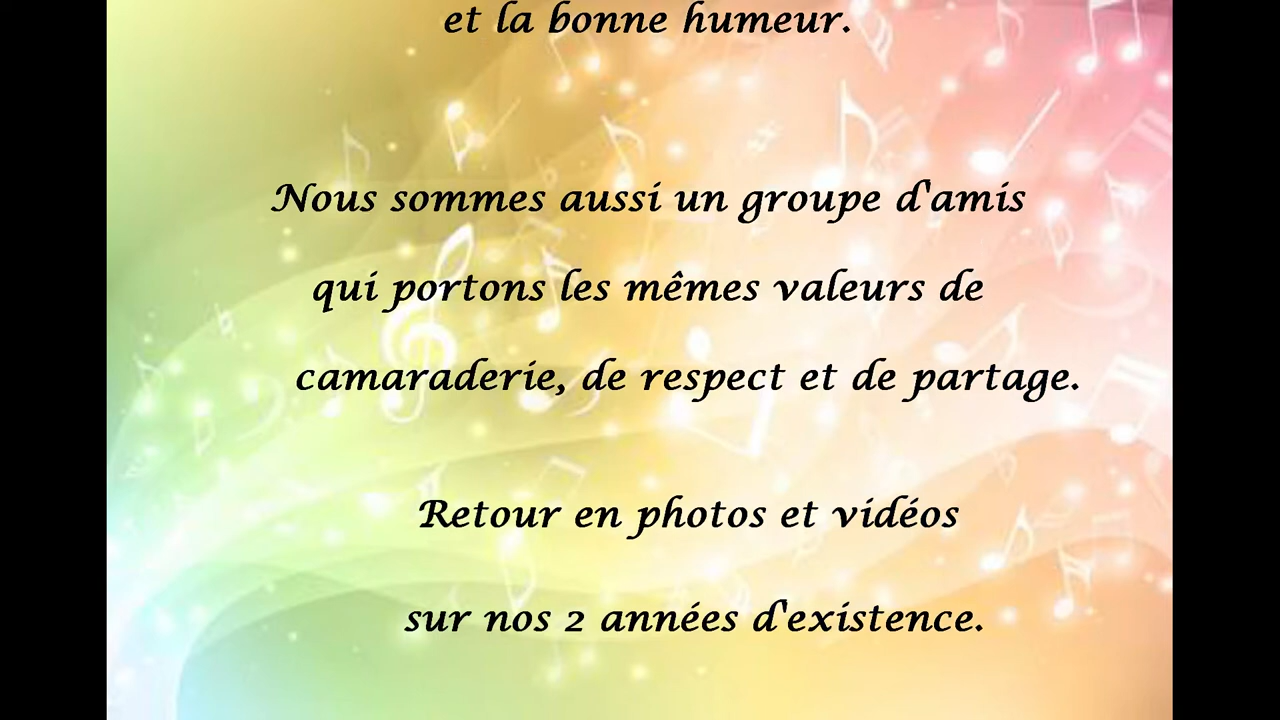 et la bonne humeur.
Nous sommes aussi un groupe d'amis
qui portons les mêmes valeurs de
camaraderie, de respect et de partage.
Retour en photos et vidéos
sur nos 2 années d'existence.